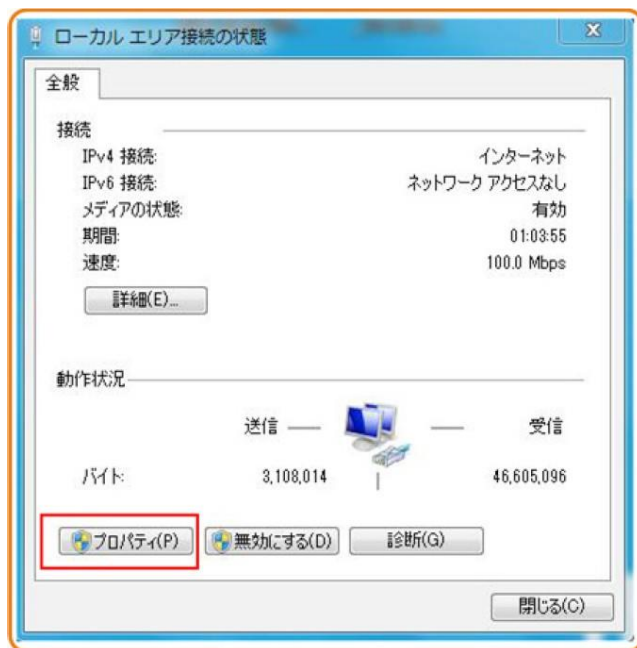 ローカル エリア接続の状態
全般
接続
IPv4 接続: インターネット
IPv6 接続: ネットワーク アクセスなし
メディアの状態: 有効
期間: 01:03:55
速度: 100.0 Mbps
詳細(E)...
動作状況
送信 受信
バイト: 3,108,014 46,605,096
プロパティ(P) 無効にする(D) 診断(G)
閉じる(C)